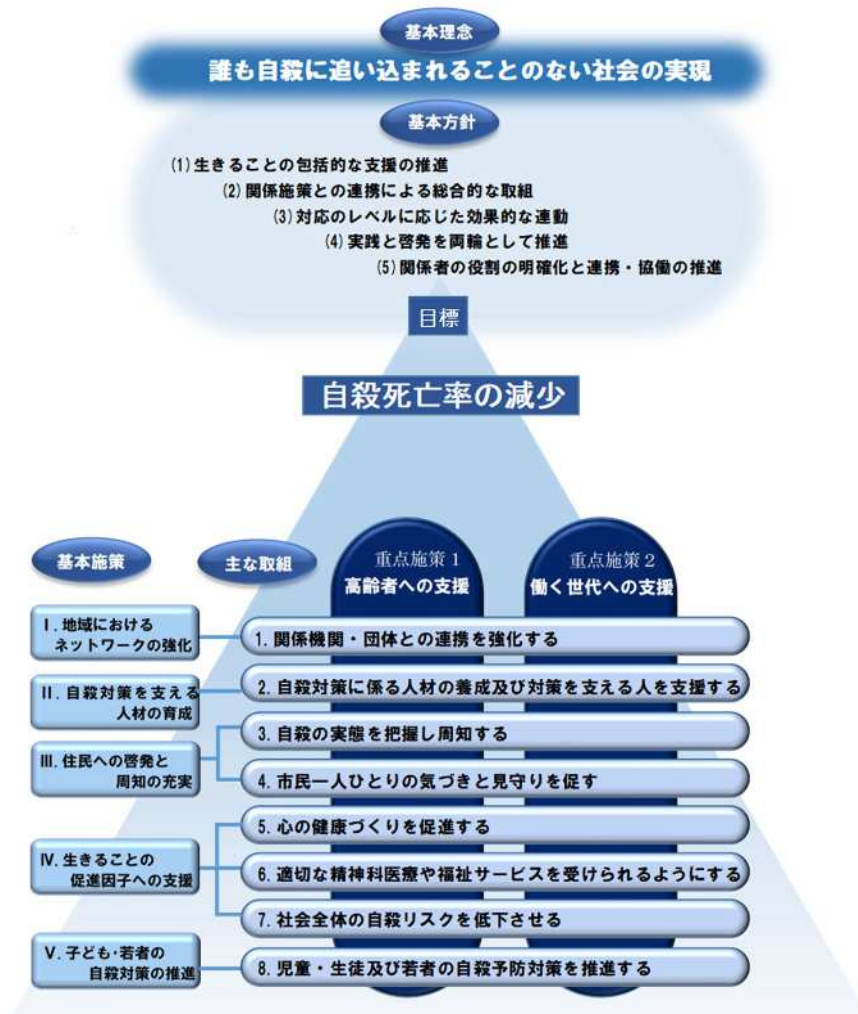 基本理念
誰も自殺に追い込まれることのない社会の実現
基本方針
(1)生きることの包括的な支援の推進
(2)関係施策との連携による総合的な取組
(3)対応のレベルに応じた効果的な連動
(4)実践と啓発を両輪として推進
(5)関係者の役割の明確化と連携・協働の推進
目標
自殺死亡率の減少
基本施策
主な取組
重点施策1
高齢者への支援
重点施策2
働く世代への支援
Ⅰ.地域における
ネットワークの強化
1.関係機関・団体との連携を強化する
Ⅱ.自殺対策を支える
人材の育成
2.自殺対策に係る人材の養成及び対策を支える人を支援する
Ⅲ.住民への啓発と
周知の充実
3.自殺の実態を把握し周知する
4.市民一人ひとりの気づきと見守りを促す
Ⅳ.生きることの
促進因子への支援
5.心の健康づくりを促進する
6.適切な精神科医療や福祉サービスを受けられるようにする
7.社会全体の自殺リスクを低下させる
Ⅴ.子ども・若者の
自殺対策の推進
8.児童・生徒及び若者の自殺予防対策を推進する